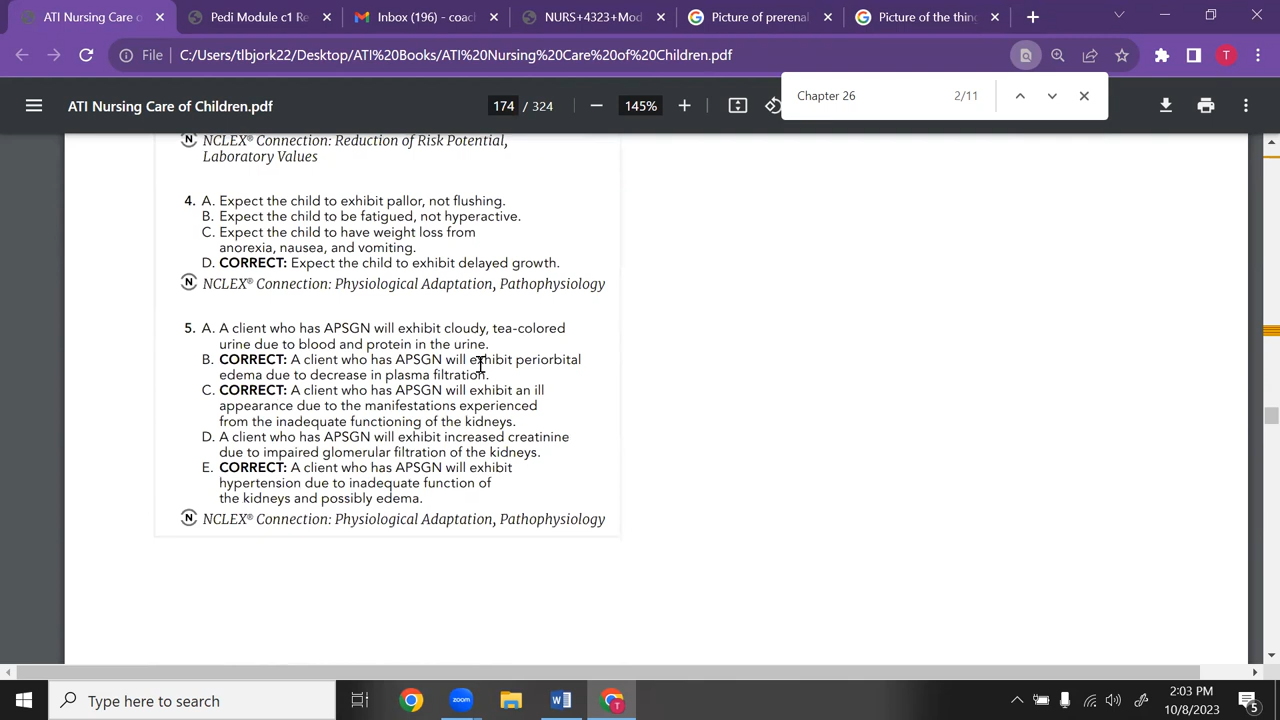 ATI Nursing Care of Ch
Pedi Module c1 Re
Inbox (196) - coac
NURS+4323+Mod
Picture of prerena
Picture of the thin
File
C:/Users/tlbjork22/Desktop/ATI%20Books/ATI%20Nursing%20Care%20of%20Children.pdf
T
ATI Nursing Care of Children.pdf
174 / 324
145%
Chapter 26
2/11
N NCLEX® Connection: Reduction of Risk Potential,
Laboratory Values
4. A. Expect the child to exhibit pallor, not flushing.
B. Expect the child to be fatigued, not hyperactive.
C. Expect the child to have weight loss from
anorexia, nausea, and vomiting.
D. CORRECT: Expect the child to exhibit delayed growth.
N NCLEX® Connection: Physiological Adaptation, Pathophysiology
5. A. A client who has APSGN will exhibit cloudy, tea-colored
urine due to blood and protein in the urine.
B. CORRECT: A client who has APSGN will exhibit periorbital
edema due to decrease in plasma filtration.
C. CORRECT: A client who has APSGN will exhibit an ill
appearance due to the manifestations experienced
from the inadequate functioning of the kidneys.
D. A client who has APSGN will exhibit increased creatinine
due to impaired glomerular filtration of the kidneys.
E. CORRECT: A client who has APSGN will exhibit
hypertension due to inadequate function of
the kidneys and possibly edema.
N NCLEX® Connection: Physiological Adaptation, Pathophysiology
Type here to search
zoom
T
2:03 PM
10/8/2023
5